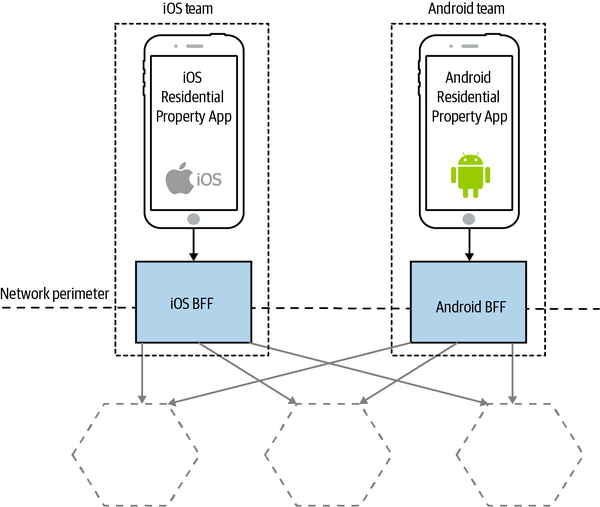 iOS team
Android team
iOS
Residential
Property App
iOS
Android
Residential
Property App
Network perimeter
iOS BFF
Android BFF